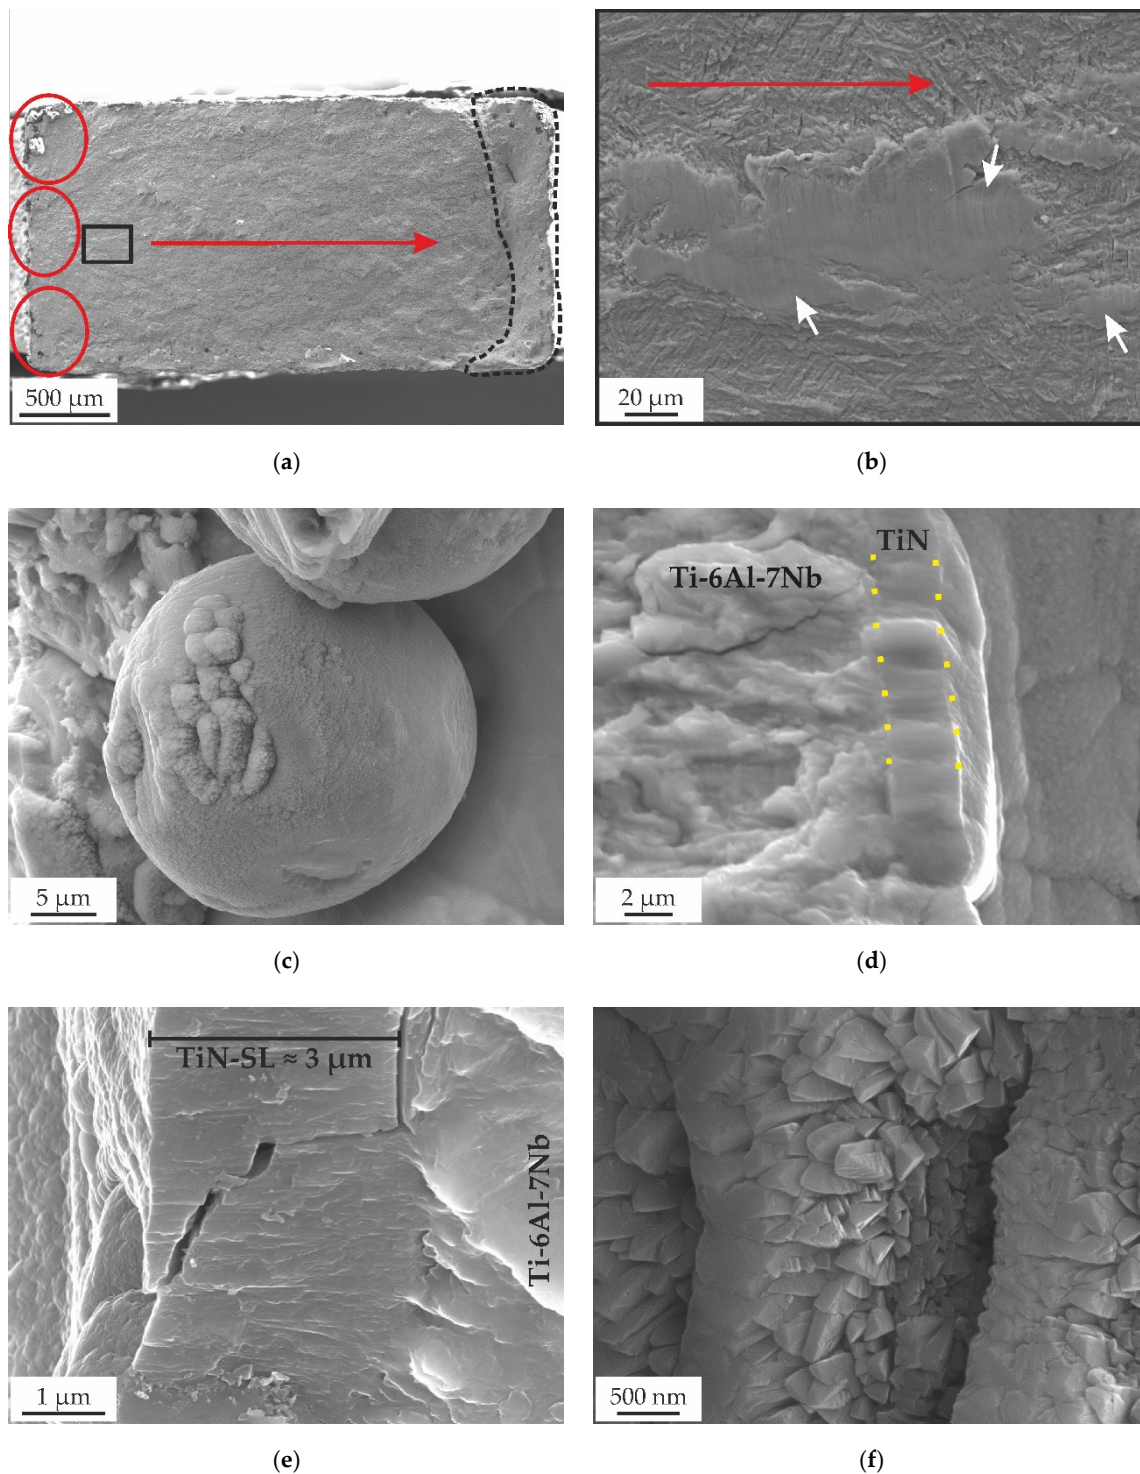 500 µm
20 µm
(a)
(b)
5 µm
TiN
Ti-6Al-7Nb
2 µm
(c)
(d)
TiN-SL ≈ 3 µm
Ti-6Al-7Nb
1 µm
500 nm
(e)
(f)